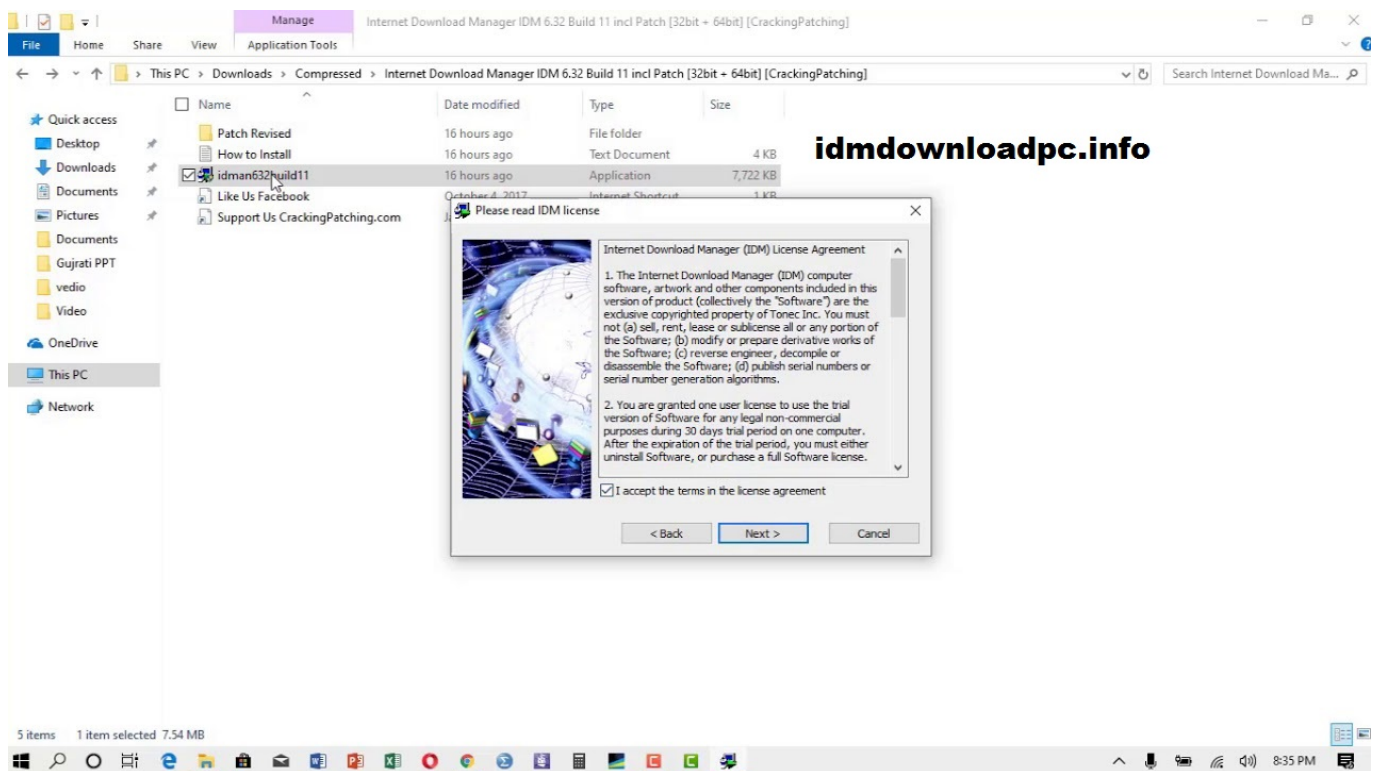 Manage
Internet Download Manager IDM 6.32 Build 11 incl Patch [32bit + 64bit] [CrackingPatching]
File Home Share View Application Tools
This PC > Downloads > Compressed > Internet Download Manager IDM 6.32 Build 11 incl Patch [32bit + 64bit] [CrackingPatching]
Search Internet Download Ma...
Name Date modified Type Size
Quick access
Desktop
Downloads
Documents
Pictures
Documents
Gujrati PPT
vedio
Video
OneDrive
This PC
Network
Patch Revised 16 hours ago File folder
How to Install 16 hours ago Text Document 4 KB
idman632build11 16 hours ago Application 7,722 KB
Like Us Facebook October 4, 2017 Internet Shortcut 1 KB
Support Us CrackingPatching.com
idmdownloadpc.info
Please read IDM license
Internet Download Manager (IDM) License Agreement
1. The Internet Download Manager (IDM) computer
software, artwork and other components included in this
version of product (collectively the "Software") are the
exclusive copyrighted property of Tonec Inc. You must
not (a) sell, rent, lease or sublicense all or any portion of
the Software; (b) modify or prepare derivative works of
the Software; (c) reverse engineer, decompile or
disassemble the Software; (d) publish serial numbers or
serial number generation algorithms.
2. You are granted one user license to use the trial
version of Software for any legal non-commercial
purposes during 30 days trial period on one computer.
After the expiration of the trial period, you must either
uninstall Software, or purchase a full Software license.
I accept the terms in the license agreement
< Back Next > Cancel
5 items 1 item selected 7.54 MB
8:35 PM